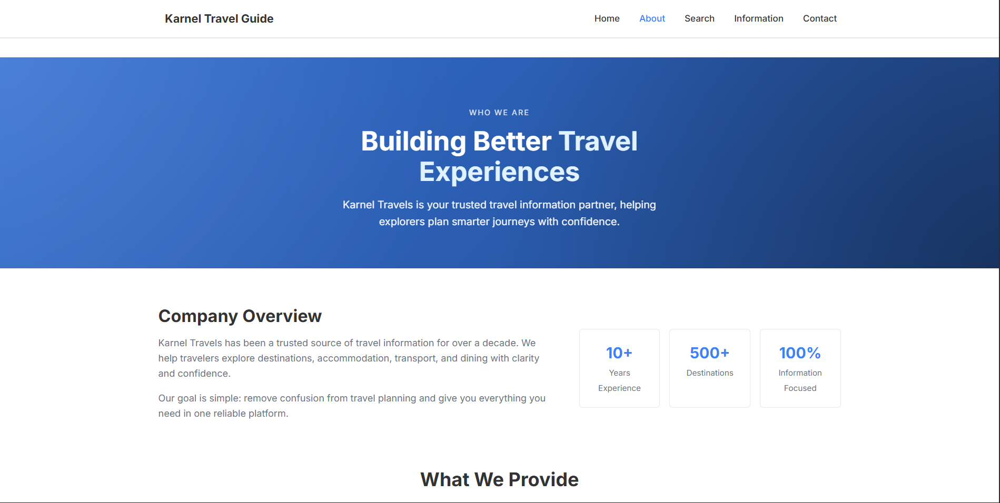 Karnel Travel Guide
Home About Search Information Contact
WHO WE ARE
Building Better Travel
Experiences
Karnel Travels is your trusted travel information partner, helping
explorers plan smarter journeys with confidence.
Company Overview
Karnel Travels has been a trusted source of travel information for over a decade. We
help travelers explore destinations, accommodation, transport, and dining with clarity
and confidence.
Our goal is simple: remove confusion from travel planning and give you everything you
need in one reliable platform.
10+
Years
Experience
500+
Destinations
100%
Information
Focused
What We Provide